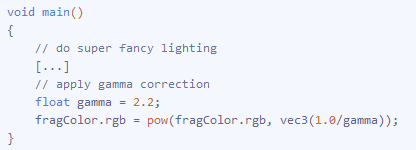 void main()
{
    // do super fancy lighting
    [...]
    // apply gamma correction
    float gamma = 2.2;
    fragColor.rgb = pow(fragColor.rgb, vec3(1.0/gamma));
}